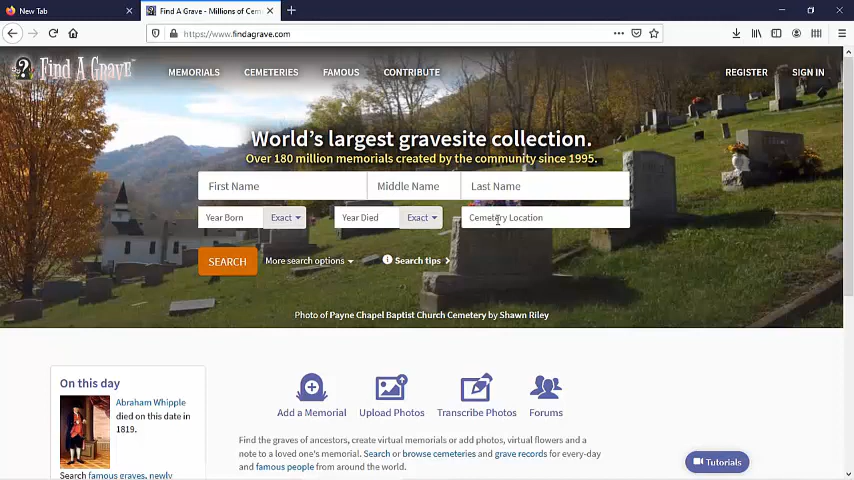 New Tab
Find A Grave - Millions of Cem
https://www.findagrave.com
Find A Grave
MEMORIALS
CEMETERIES
FAMOUS
CONTRIBUTE
REGISTER
SIGN IN
World's largest gravesite collection.
Over 180 million memorials created by the community since 1995.
First Name
Middle Name
Last Name
Year Born
Exact
Year Died
Exact
Cemetery Location
SEARCH
More search options
Search tips
Photo of Payne Chapel Baptist Church Cemetery by Shawn Riley
On this day
Abraham Whipple
died on this date in
1819.
Search famous graves, newly
Add a Memorial
Upload Photos
Transcribe Photos
Forums
Find the graves of ancestors, create virtual memorials or add photos, virtual flowers and a
note to a loved one's memorial. Search or browse cemeteries and grave records for every-day
and famous people from around the world.
Tutorials